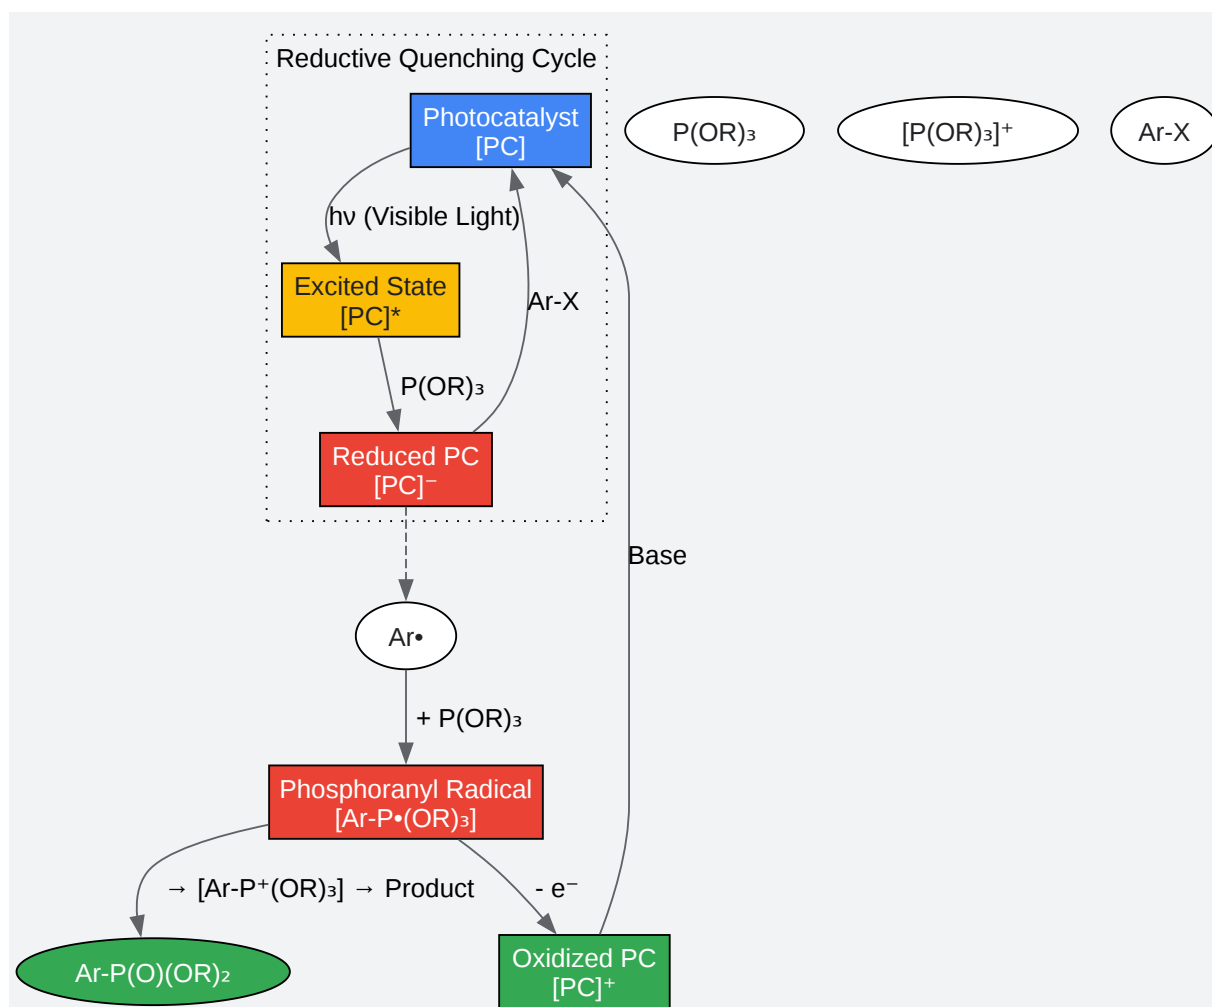 Reductive Quenching Cycle
Photocatalyst
[PC]
P(OR)₃
[P(OR)₃]⁺
Ar-X
hν (Visible Light)
Excited State
[PC]*
Ar-X
P(OR)₃
Reduced PC
[PC]⁻
Base
Ar•
+ P(OR)₃
Phosphoranyl Radical
[Ar-P•(OR)₃]
→ [Ar-P⁺(OR)₃] → Product
- e⁻
Ar-P(O)(OR)₂
Oxidized PC
[PC]⁺